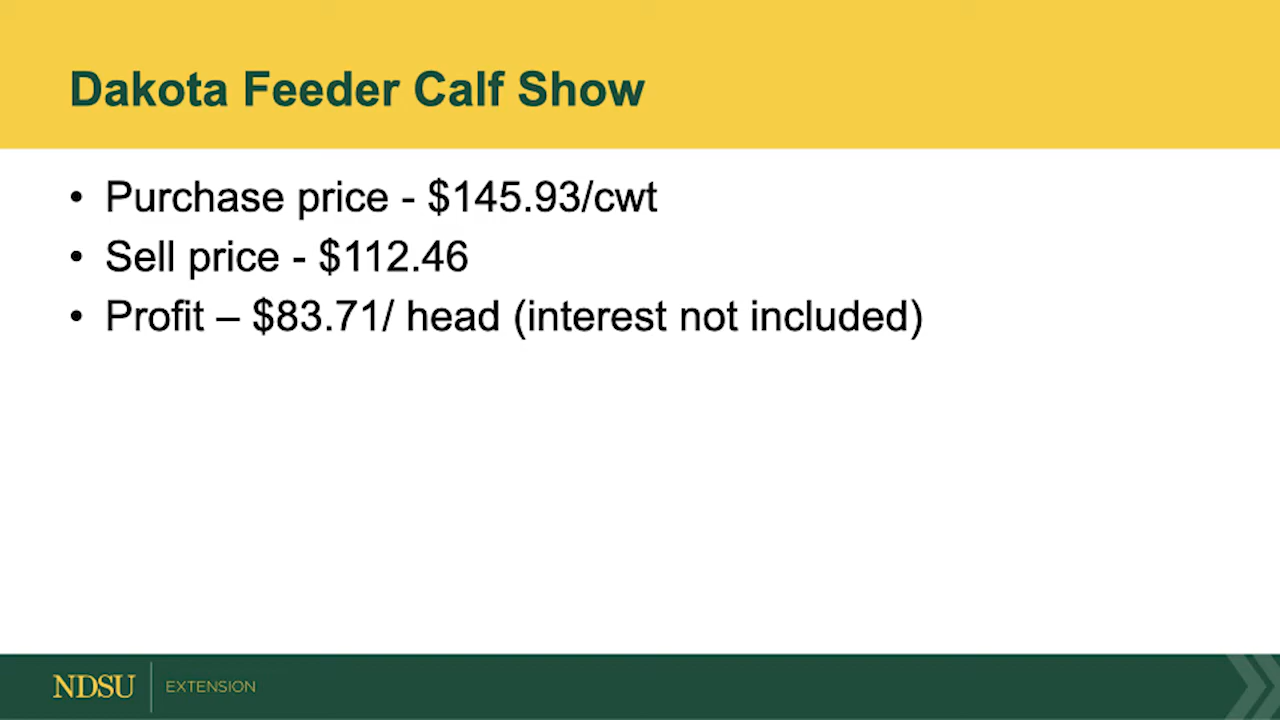 Dakota Feeder Calf Show
• Purchase price - $145.93/cwt
• Sell price - $112.46
• Profit – $83.71/ head (interest not included)
NDSU EXTENSION